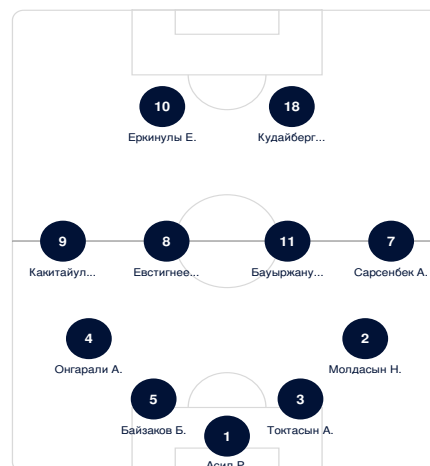 10
18
Еркинулы Е.
Кудайберг...
9
8
11
7
Какитайул...
Евстигнее...
Бауыржану...
Сарсенбек А.
4
2
Онгарали А.
Молдасын Н.
5
3
Байзаков Б.
Токтасын А.
1
Асил Р.